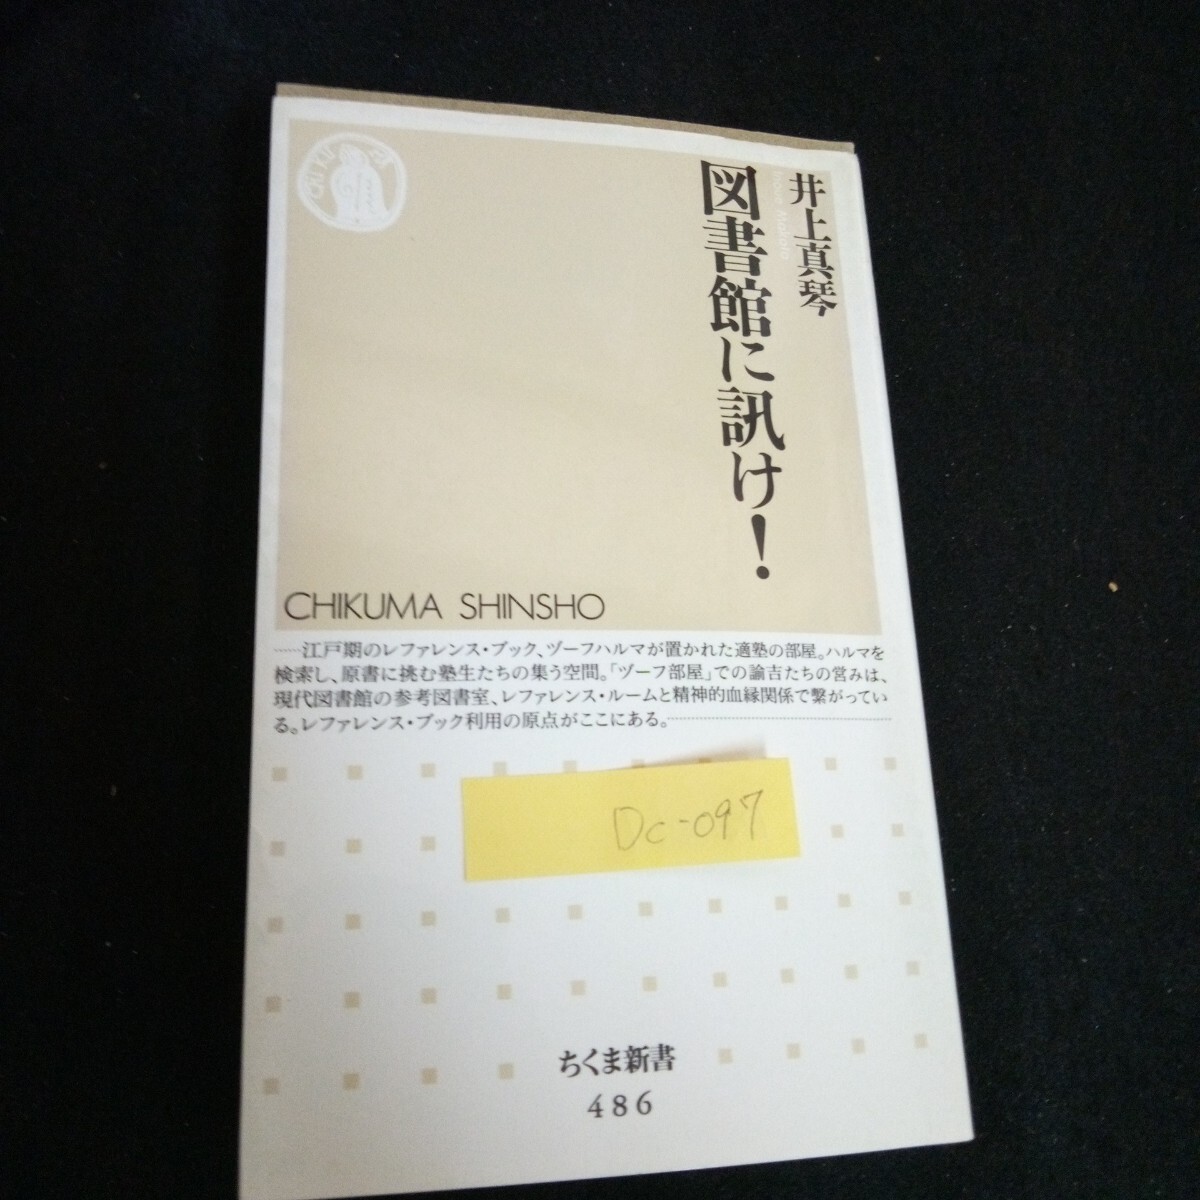 井上真琴
Inoue Makoto
図書館に訊け!
CHIKUMA SHINSHO
……江戸期のレファレンス・ブック、ヅーフハルマが置かれた適塾の部屋。ハルマを
検索し、原書に挑む塾生たちの集う空間。「ヅーフ部屋」での諭吉たちの営みは、
現代図書館の参考図書室、レファレンス・ルームと精神的血縁関係で繋がってい
る。レファレンス・ブック利用の原点がここにある。……
Dc-097
ちくま新書
486